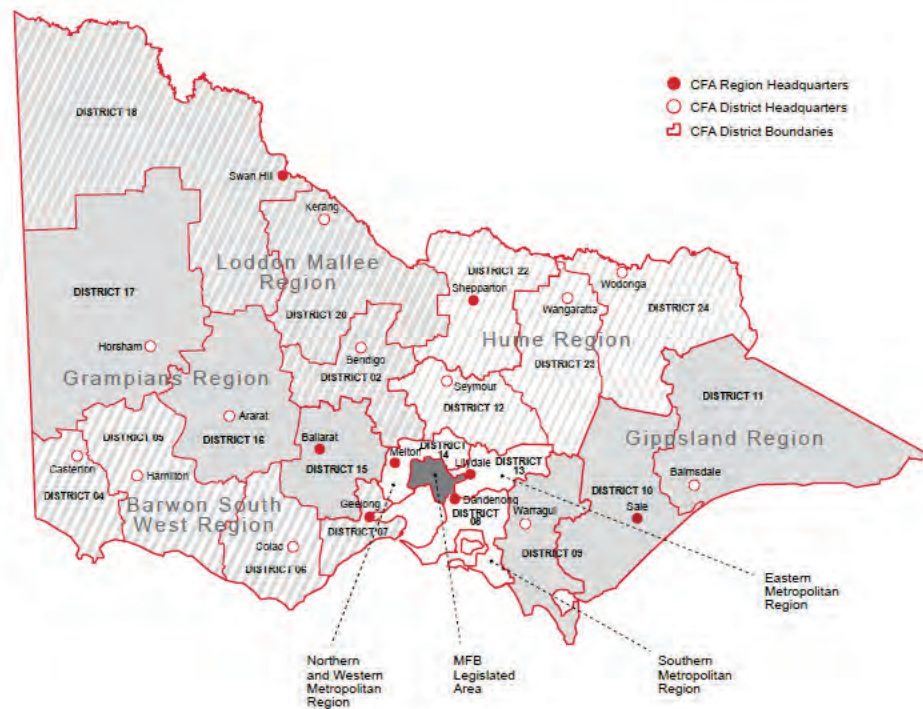 CFA Region Headquarters
CFA District Headquarters
CFA District Boundaries
DISTRICT 18
Swan Hill
Kerang
Loddon Mallee
Region
DISTRICT 22
Shepparton
Wodonga
Wangaratta
DISTRICT 24
DISTRICT 17
DISTRICT 20
Hume Region
Horsham
Bendigo
DISTRICT 23
Grampians Region
DISTRICT 02
Seymour
DISTRICT 12
DISTRICT 11
Ararat
DISTRICT 16
Ballarat
DISTRICT 05
DISTRICT 14
Gippsland Region
Melton
Lilydale
DISTRICT 13
Casterton
Hamilton
DISTRICT 15
DISTRICT 04
Bairnsdale
Barwon South
West Region
Geelong
Dandenong
DISTRICT 08
DISTRICT 10
Sale
Warragul
DISTRICT 07
Colac
DISTRICT 06
DISTRICT 09
Eastern
Metropolitan
Region
Northern
and Western
Metropolitan
Region
MFB
Legislated
Area
Southern
Metropolitan
Region